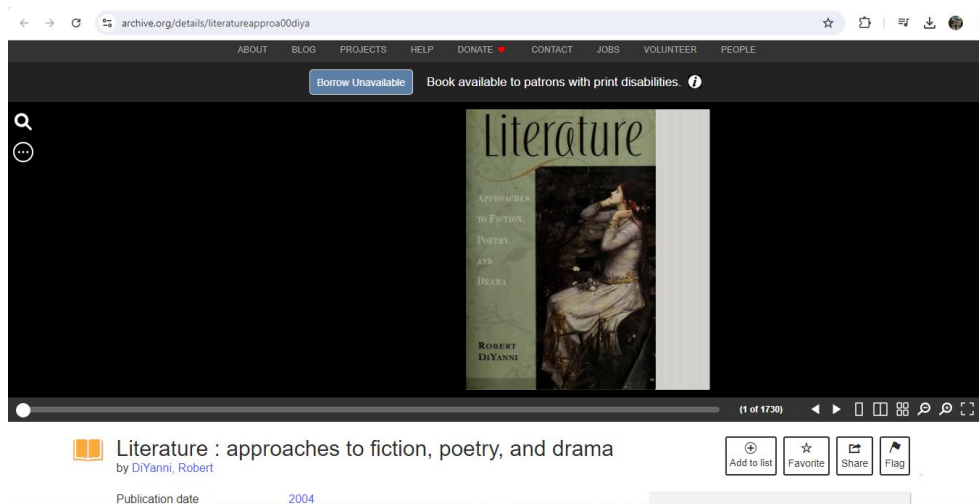 archive.org/details/literatureapproa00diya
ABOUT BLOG PROJECTS HELP DONATE CONTACT JOBS VOLUNTEER PEOPLE
Borrow Unavailable Book available to patrons with print disabilities.
Literature
APPROACHES
TO FICTION,
POETRY,
AND
DRAMA
ROBERT
DIYANNI
(1 of 1730)
Literature : approaches to fiction, poetry, and drama
by DiYanni, Robert
Add to list Favorite Share Flag
Publication date 2004